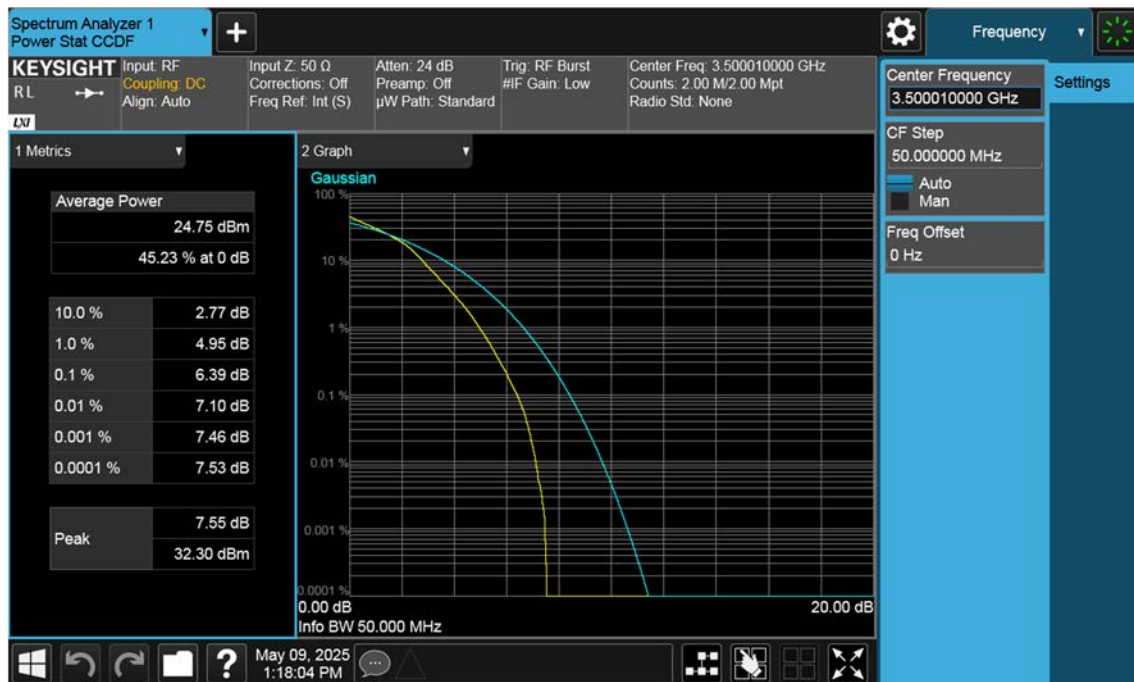 Spectrum Analyzer 1
Power Stat CCDF
+
Frequency
KEYSIGHT
RL
LXI
Input: RF
Coupling: DC
Align: Auto
Input Z: 50 Ω
Corrections: Off
Freq Ref: Int (S)
Atten: 24 dB
Preamp: Off
µW Path: Standard
Trig: RF Burst
#IF Gain: Low
Center Freq: 3.500010000 GHz
Counts: 2.00 M/2.00 Mpt
Radio Std: None
Center Frequency
3.500010000 GHz
Settings
CF Step
50.000000 MHz
Auto
Man
Freq Offset
0 Hz
1 Metrics
Average Power
24.75 dBm
45.23 % at 0 dB
10.0 % 2.77 dB
1.0 % 4.95 dB
0.1 % 6.39 dB
0.01 % 7.10 dB
0.001 % 7.46 dB
0.0001 % 7.53 dB
Peak
7.55 dB
32.30 dBm
2 Graph
Gaussian
100 %
10 %
1 %
0.1 %
0.01 %
0.001 %
0.0001 %
0.00 dB 20.00 dB
Info BW 50.000 MHz
?
May 09, 2025
1:18:04 PM